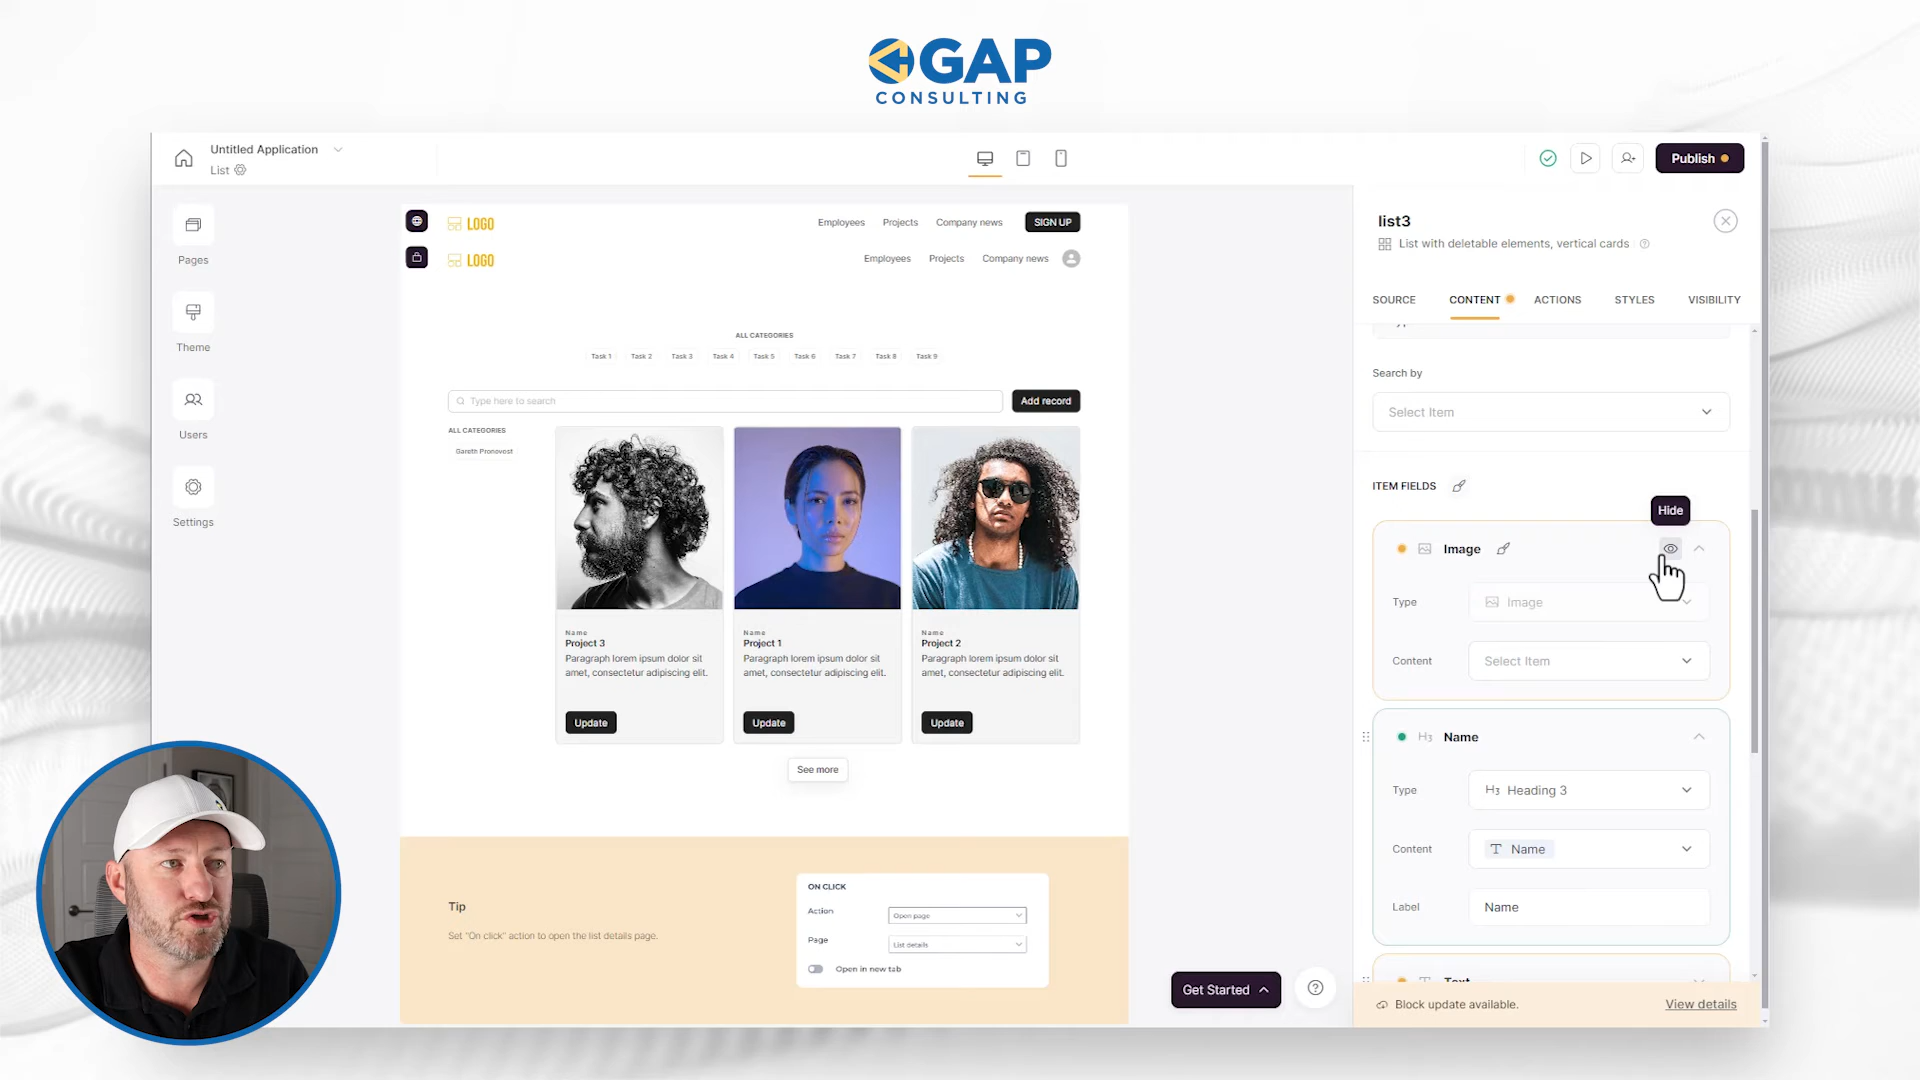 GAP
CONSULTING
Untitled Application
List
Publish
Pages
Theme
Users
Settings
LOGO
Employees Projects Company news SIGN UP
LOGO
Employees Projects Company news
ALL CATEGORIES
Task 1 Task 2 Task 3 Task 4 Task 5 Task 6 Task 7 Task 8 Task 9
Type here to search
Add record
ALL CATEGORIES
Gareth Pronovost
Name
Project 3
Paragraph lorem ipsum dolor sit
amet, consectetur adipiscing elit.
Update
Name
Project 1
Paragraph lorem ipsum dolor sit
amet, consectetur adipiscing elit.
Update
Name
Project 2
Paragraph lorem ipsum dolor sit
amet, consectetur adipiscing elit.
Update
See more
Tip
Set "On click" action to open the list details page.
ON CLICK
Action Open page
Page List details
Open in new tab
Get Started
list3
List with deletable elements, vertical cards
SOURCE CONTENT ACTIONS STYLES VISIBILITY
Search by
Select Item
ITEM FIELDS
Hide
Image
Type Image
Content Select Item
H3 Name
Type H3 Heading 3
Content T Name
Label Name
Block update available. View details